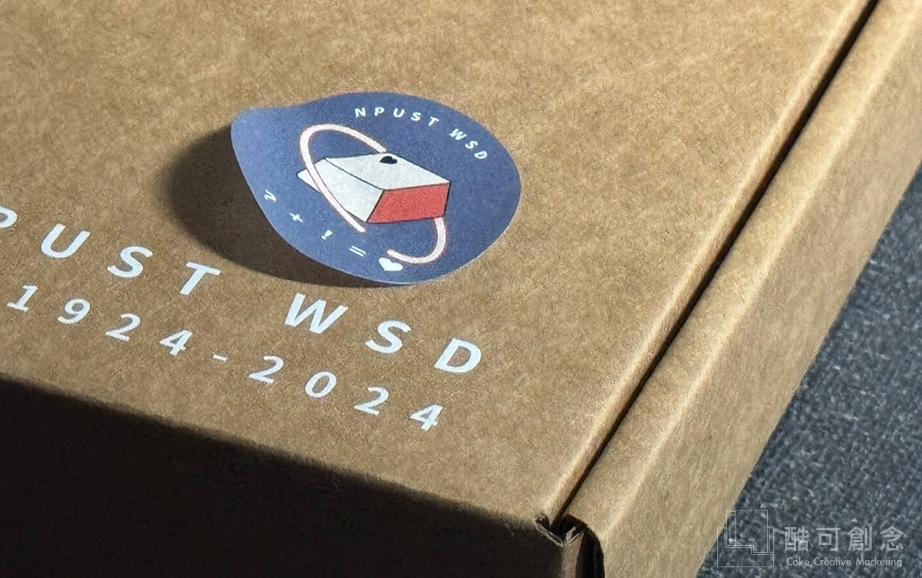 NPUST WSD
? + ! = ♥
PUST WSD
1924-2024
酷可創念
Coke Creative Marketing